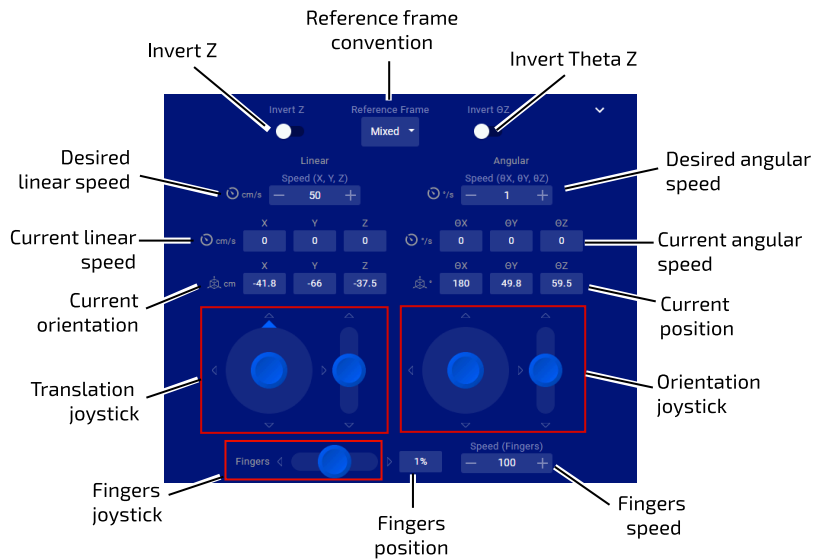 Reference frame
convention
Invert Z
Invert Theta Z
Invert Z
Reference Frame
Invert θZ
Mixed
Desired
linear speed
Linear
Angular
Desired angular
speed
Speed (X, Y, Z)
Speed (θX, θY, θZ)
cm/s
— 50 +
°/s
— 1 +
X Y Z
θX θY θZ
Current linear
speed
cm/s
0 0 0
°/s
0 0 0
Current angular
speed
X Y Z
θX θY θZ
cm
-41.8 -66 -37.5
°
180 49.8 59.5
Current
orientation
Current
position
Translation
joystick
Orientation
joystick
Fingers
1%
Speed (Fingers)
— 100 +
Fingers
joystick
Fingers
position
Fingers
speed